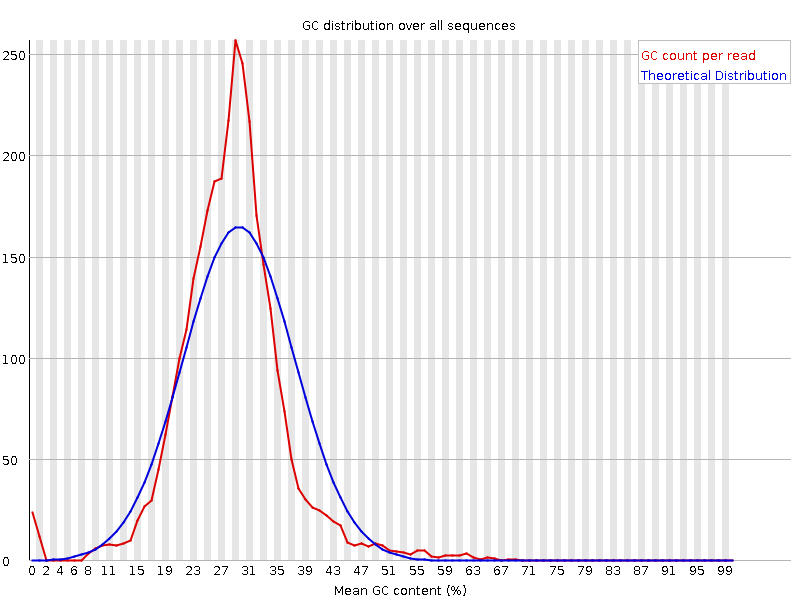 GC distribution over all sequences
GC count per read
Theoretical Distribution
250
200
150
100
50
0
0 2 4 6 8 11 15 19 23 27 31 35 39 43 47 51 55 59 63 67 71 75 79 83 87 91 95 99
Mean GC content (%)